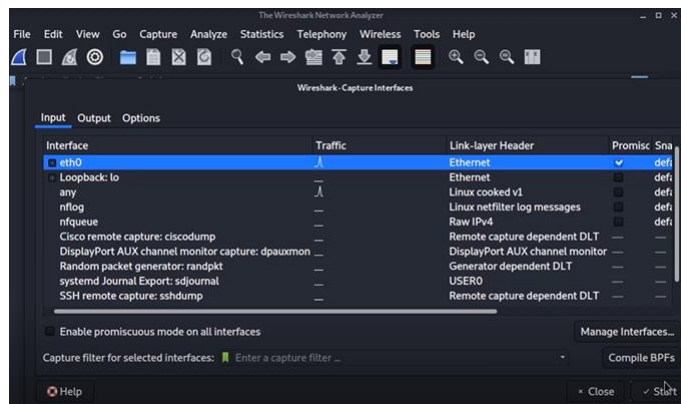 The Wireshark Network Analyzer
File Edit View Go Capture Analyze Statistics Telephony Wireless Tools Help
Wireshark - Capture Interfaces
Input Output Options
Interface Traffic Link-layer Header Promisc Sna
eth0 Ethernet defa
Loopback: lo Ethernet defa
any Linux cooked v1 defa
nflog Linux netfilter log messages defa
nfqueue Raw IPv4 defa
Cisco remote capture: ciscodump Remote capture dependent DLT — —
DisplayPort AUX channel monitor capture: dpauxmon DisplayPort AUX channel monitor — —
Random packet generator: randpkt Generator dependent DLT — —
systemd Journal Export: sdjournal USER0 — —
SSH remote capture: sshdump Remote capture dependent DLT — —
Enable promiscuous mode on all interfaces Manage Interfaces...
Capture filter for selected interfaces: Enter a capture filter ... Compile BPFs
Help Close Start